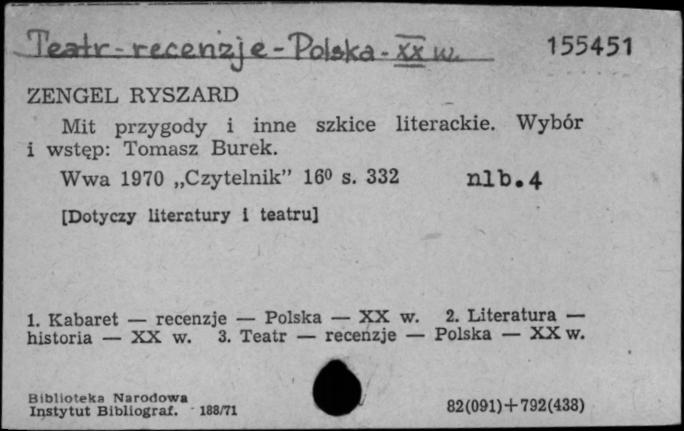 Teatr - recenzje - Polska - XX w. 155451
ZENGEL RYSZARD
Mit przygody i inne szkice literackie. Wybór
i wstęp: Tomasz Burek.
Wwa 1970 „Czytelnik” 16⁰ s. 332 nlb.4
[Dotyczy literatury i teatru]
1. Kabaret — recenzje — Polska — XX w. 2. Literatura —
historia — XX w. 3. Teatr — recenzje — Polska — XX w.
Biblioteka Narodowa
Instytut Bibliograf. 188/71 82(091)+792(438)